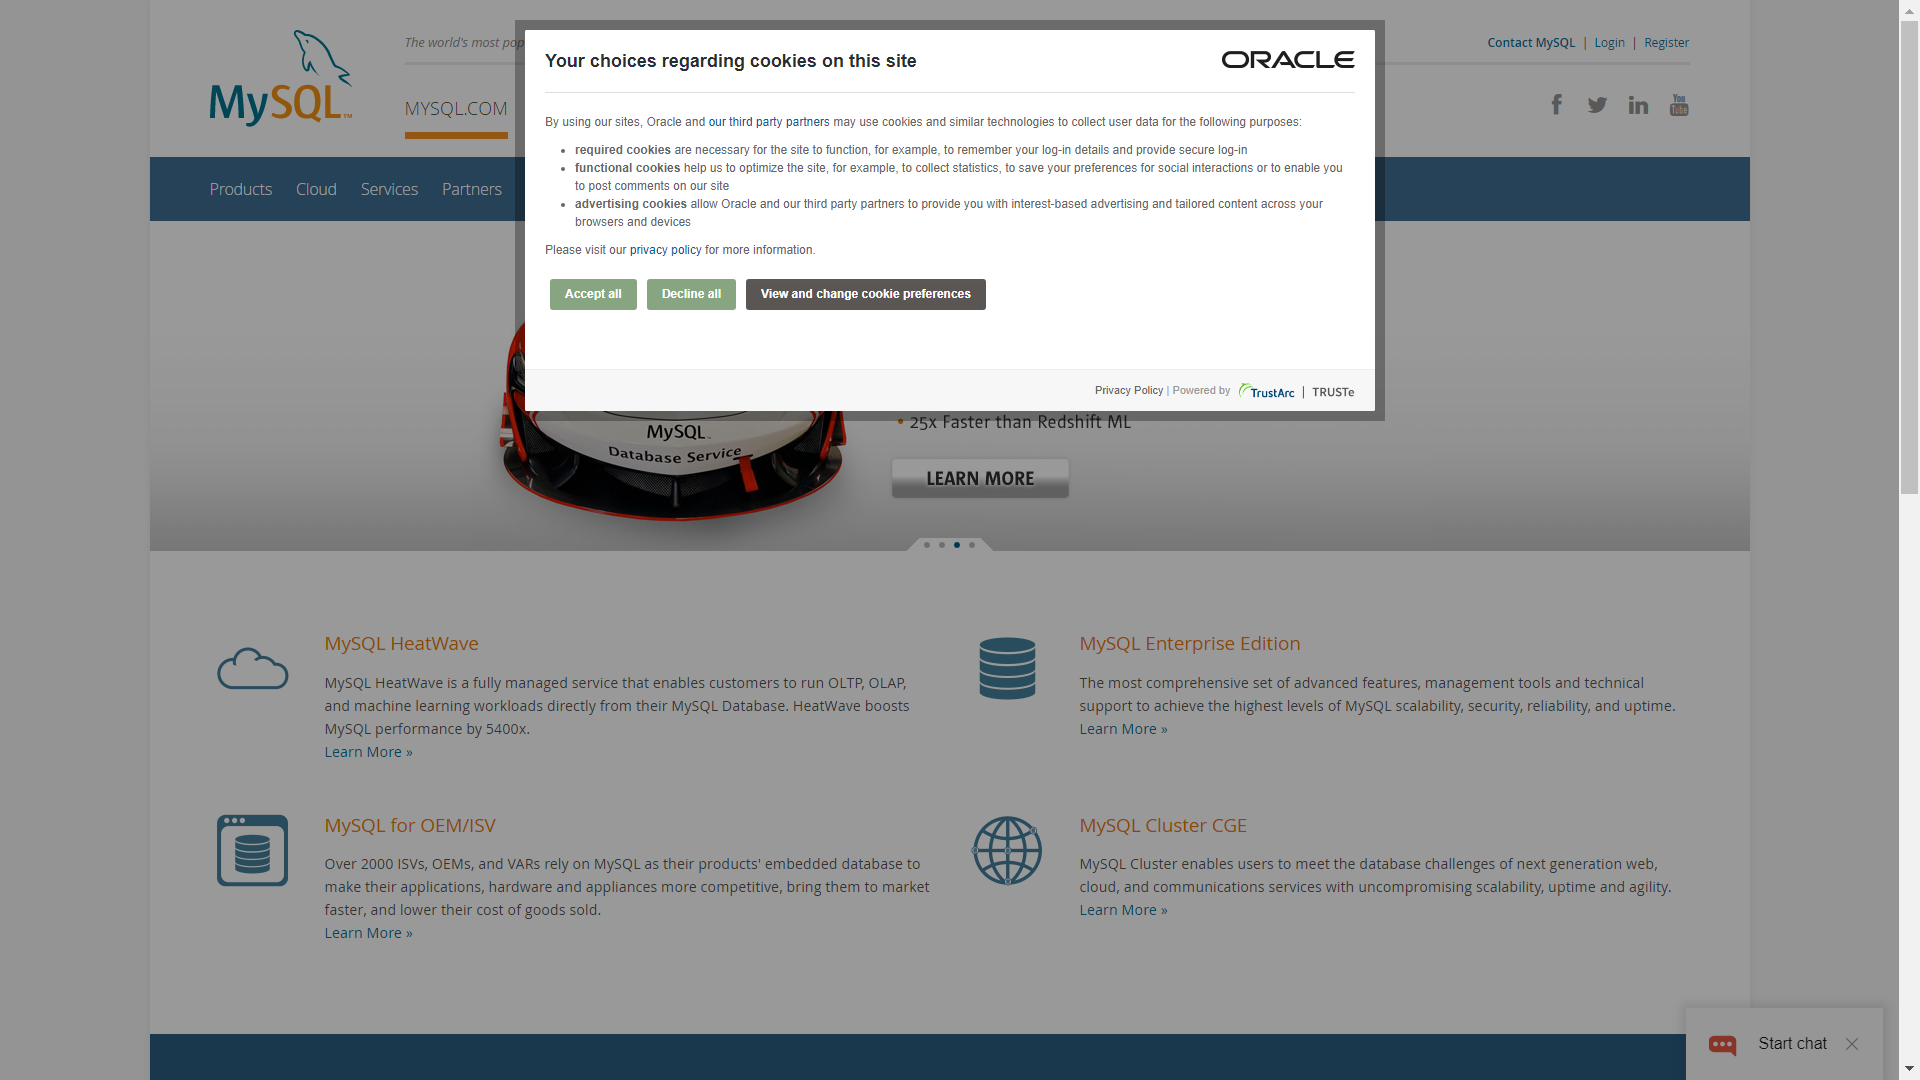 The world's most pop
Contact MySQL | Login | Register
MySQL™
MYSQL.COM
You
Tube
Products Cloud Services Partners
Your choices regarding cookies on this site
ORACLE
By using our sites, Oracle and our third party partners may use cookies and similar technologies to collect user data for the following purposes:
• required cookies are necessary for the site to function, for example, to remember your log-in details and provide secure log-in
• functional cookies help us to optimize the site, for example, to collect statistics, to save your preferences for social interactions or to enable you
to post comments on our site
• advertising cookies allow Oracle and our third party partners to provide you with interest-based advertising and tailored content across your
browsers and devices
Please visit our privacy policy for more information.
Accept all Decline all View and change cookie preferences
Privacy Policy | Powered by TrustArc | TRUSTe
MySQL™
Database Service
• 25x Faster than Redshift ML
LEARN MORE
MySQL HeatWave
MySQL HeatWave is a fully managed service that enables customers to run OLTP, OLAP,
and machine learning workloads directly from their MySQL Database. HeatWave boosts
MySQL performance by 5400x.
Learn More »
MySQL Enterprise Edition
The most comprehensive set of advanced features, management tools and technical
support to achieve the highest levels of MySQL scalability, security, reliability, and uptime.
Learn More »
MySQL for OEM/ISV
Over 2000 ISVs, OEMs, and VARs rely on MySQL as their products' embedded database to
make their applications, hardware and appliances more competitive, bring them to market
faster, and lower their cost of goods sold.
Learn More »
MySQL Cluster CGE
MySQL Cluster enables users to meet the database challenges of next generation web,
cloud, and communications services with uncompromising scalability, uptime and agility.
Learn More »
Start chat